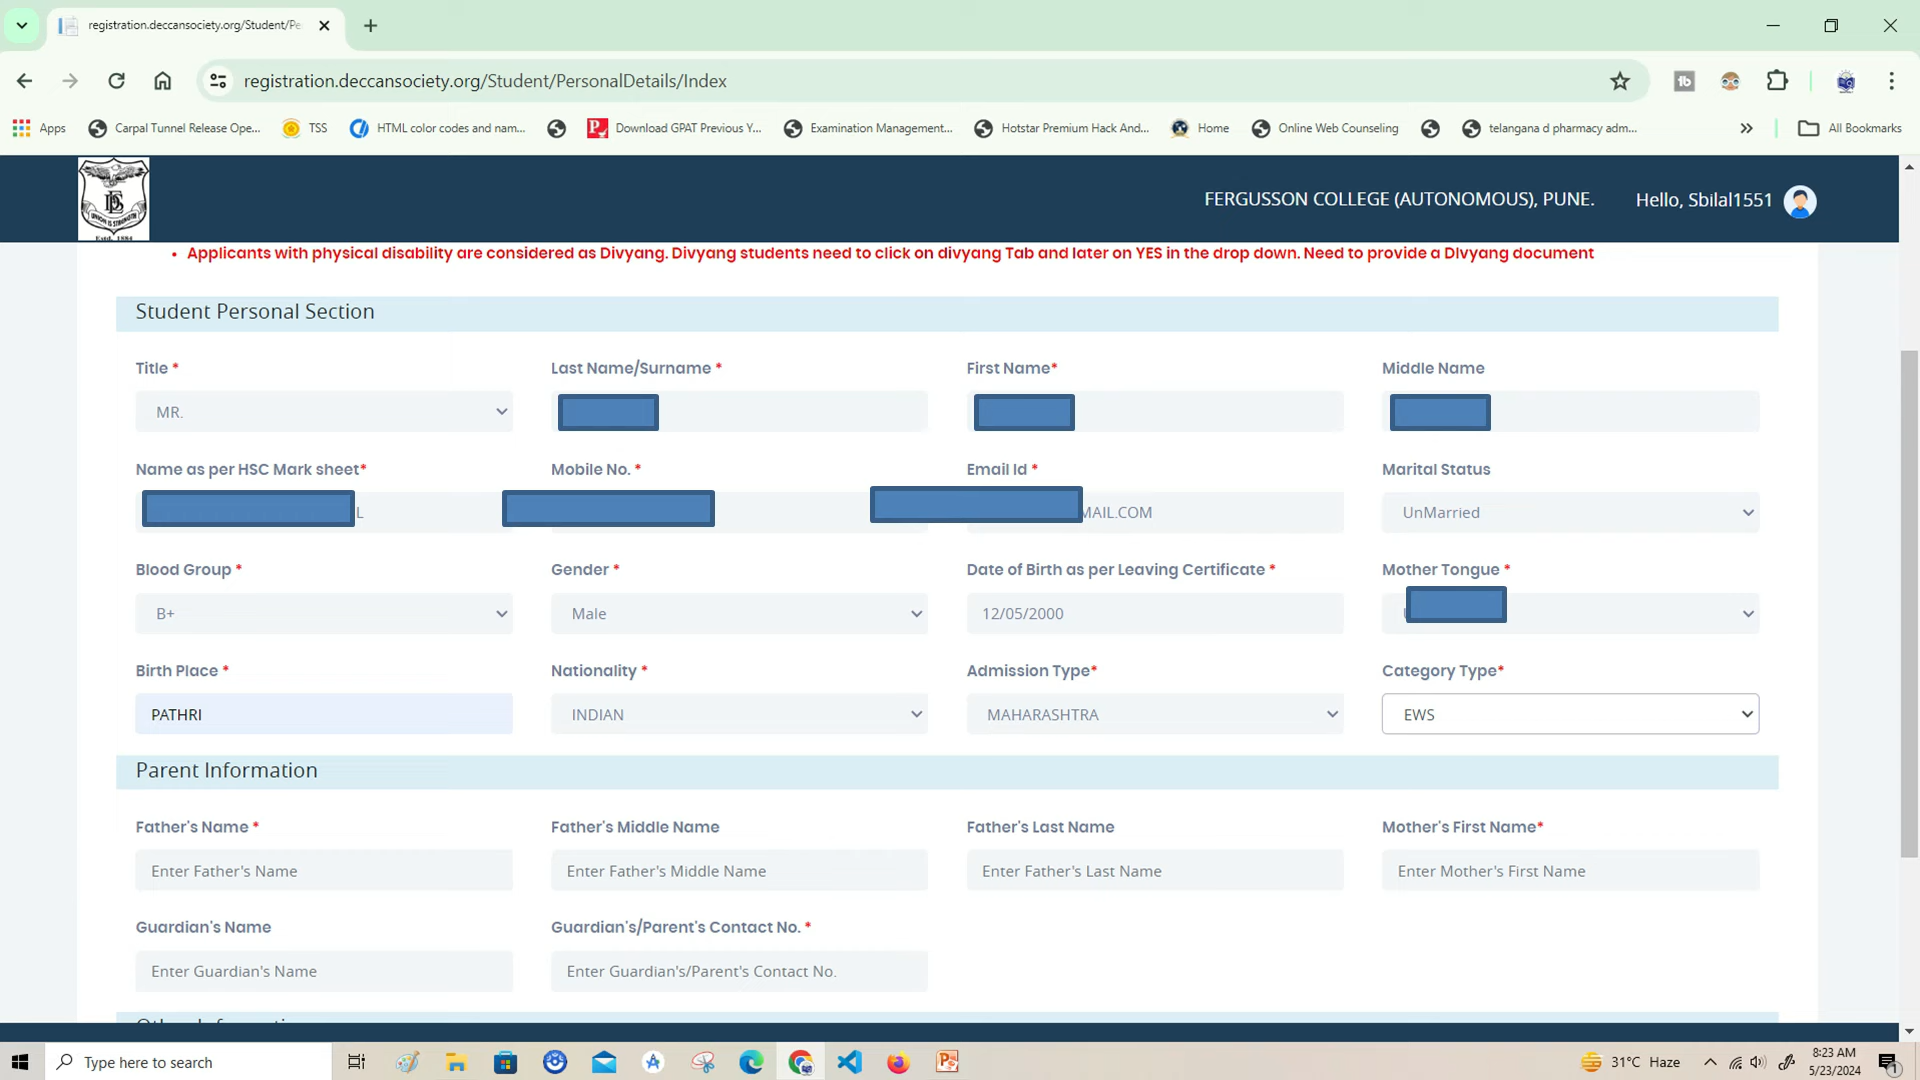 registration.deccansociety.org/Student/Pe
registration.deccansociety.org/Student/PersonalDetails/Index
Apps
Carpal Tunnel Release Ope...
TSS
HTML color codes and nam...
Download GPAT Previous Y...
Examination Management...
Hotstar Premium Hack And...
Home
Online Web Counseling
telangana d pharmacy adm...
All Bookmarks
FERGUSSON COLLEGE (AUTONOMOUS), PUNE.
Hello, Sbilal1551
• Applicants with physical disability are considered as Divyang. Divyang students need to click on divyang Tab and later on YES in the drop down. Need to provide a Divyang document
Student Personal Section
Title * Last Name/Surname * First Name* Middle Name
MR.
Name as per HSC Mark sheet* Mobile No. * Email Id * Marital Status
L MAIL.COM UnMarried
Blood Group * Gender * Date of Birth as per Leaving Certificate * Mother Tongue *
B+ Male 12/05/2000
Birth Place * Nationality * Admission Type* Category Type*
PATHRI INDIAN MAHARASHTRA EWS
Parent Information
Father's Name * Father's Middle Name Father's Last Name Mother's First Name*
Enter Father's Name Enter Father's Middle Name Enter Father's Last Name Enter Mother's First Name
Guardian's Name Guardian's/Parent's Contact No. *
Enter Guardian's Name Enter Guardian's/Parent's Contact No.
Type here to search
31°C Haze
8:23 AM
5/23/2024